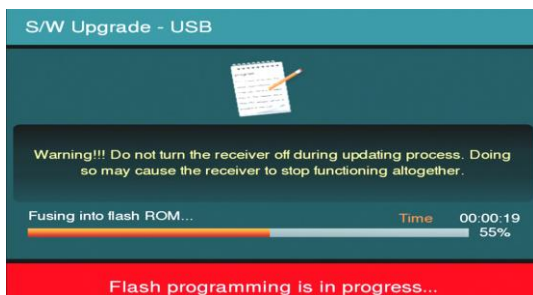 S/W Upgrade - USB
Warning!!! Do not turn the receiver off during updating process. Doing
so may cause the receiver to stop functioning altogether.
Fusing into flash ROM... Time 00:00:19
55%
Flash programming is in progress...